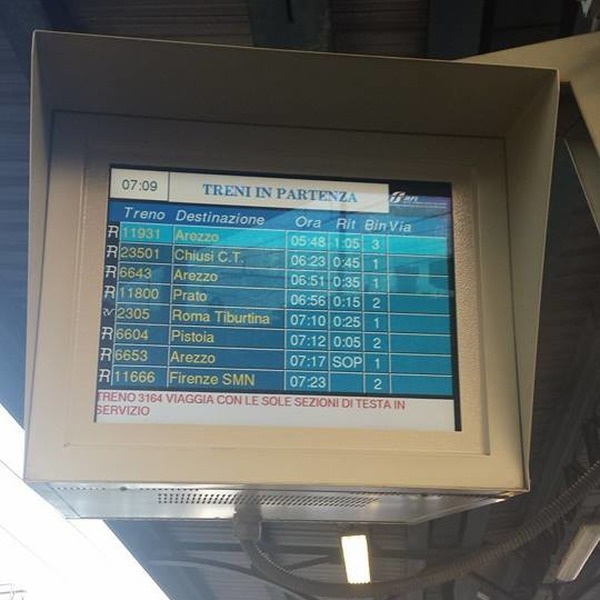 07:09 TRENI IN PARTENZA
Treno Destinazione Ora Rit Bin Via
R 11931 Arezzo 05:48 1:05 3
R 23501 Chiusi C.T. 06:23 0:45 1
R 6643 Arezzo 06:51 0:35 1
R 11800 Prato 06:56 0:15 2
RV 2305 Roma Tiburtina 07:10 0:25 1
R 6604 Pistoia 07:12 0:05 2
R 6653 Arezzo 07:17 SOP 1
R 11666 Firenze SMN 07:23 2
TRENO 3164 VIAGGIA CON LE SOLE SEZIONI DI TESTA IN
SERVIZIO